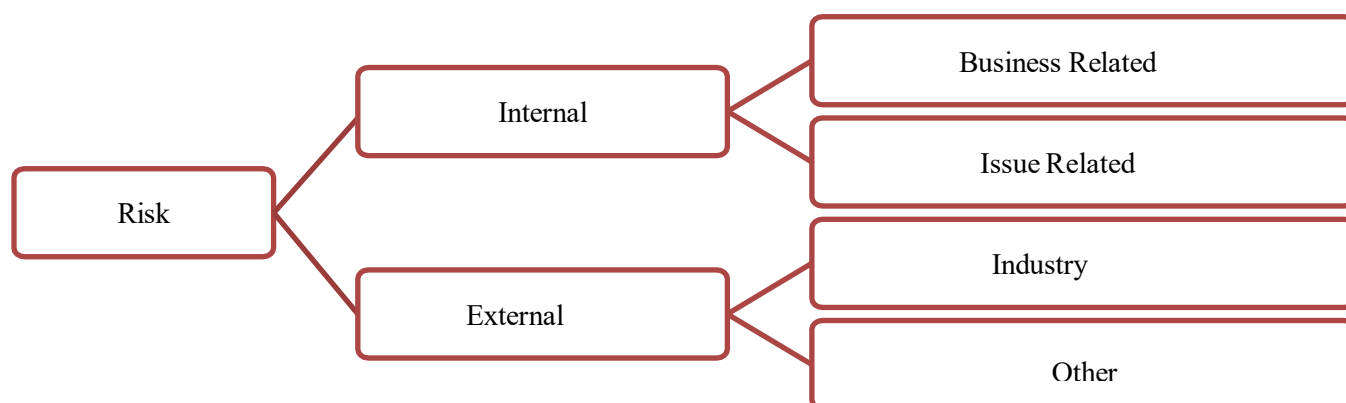 Risk
Internal
External
Business Related
Issue Related
Industry
Other